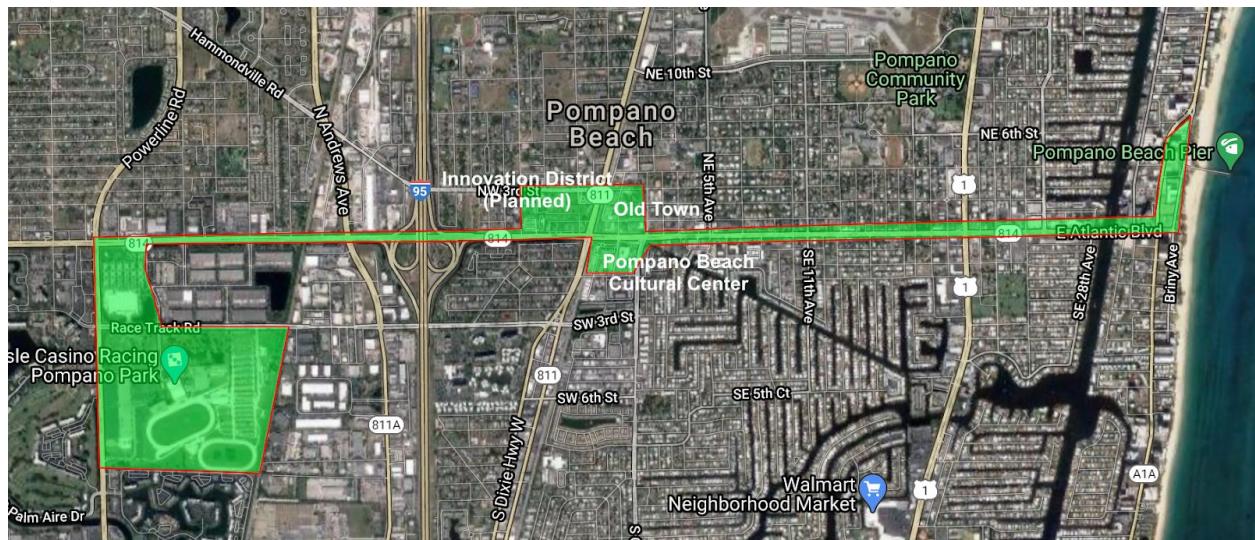 Hammondville Rd
Powerline Rd
N Andrews Ave
95
NE 10th St
Pompano
Community
Park
Pompano
Beach
NE 6th St
Pompano Beach Pier
1
Innovation District
NW 3rd St
(Planned)
811
Old Town
NE 5th Ave
814
814
814
E Atlantic Blvd
Pompano Beach
Cultural Center
SE 11th Ave
SE 28th Ave
Briny Ave
1
Race Track Rd
SW 3rd St
sle Casino Racing
Pompano Park
811
SW 6th St
SE 5th Ct
811A
S Dixie Hwy W
Walmart
Neighborhood Market
1
A1A
Palm Aire Dr
S